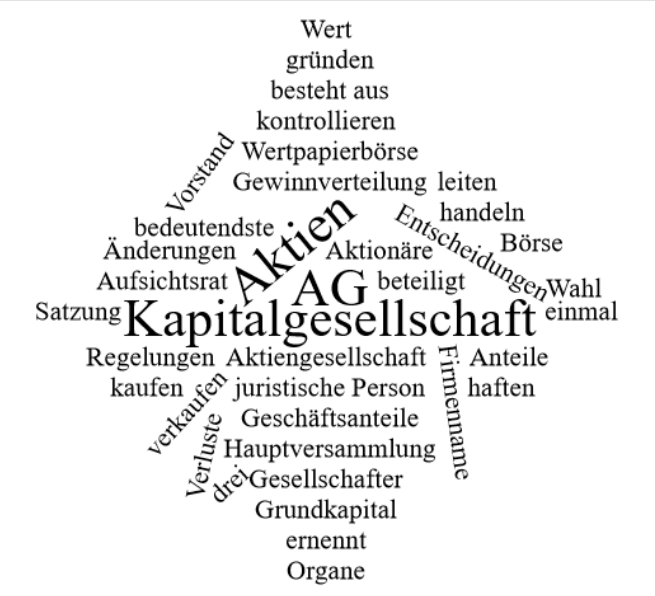 Wert
gründen
besteht aus
kontrollieren
Wertpapierbörse
Vorstand
Gewinnverteilung leiten
handeln
bedeutendste
Aktien
Entscheidungen
Börse
Änderungen
Aktionäre
Aufsichtsrat
AG
beteiligt
Wahl
Satzung
Kapitalgesellschaft
einmal
Regelungen Aktiengesellschaft
Firmenname
Anteile
kaufen
verkaufen
juristische Person
haften
Verluste
Geschäftsanteile
Hauptversammlung
drei
Gesellschafter
Grundkapital
ernennt
Organe